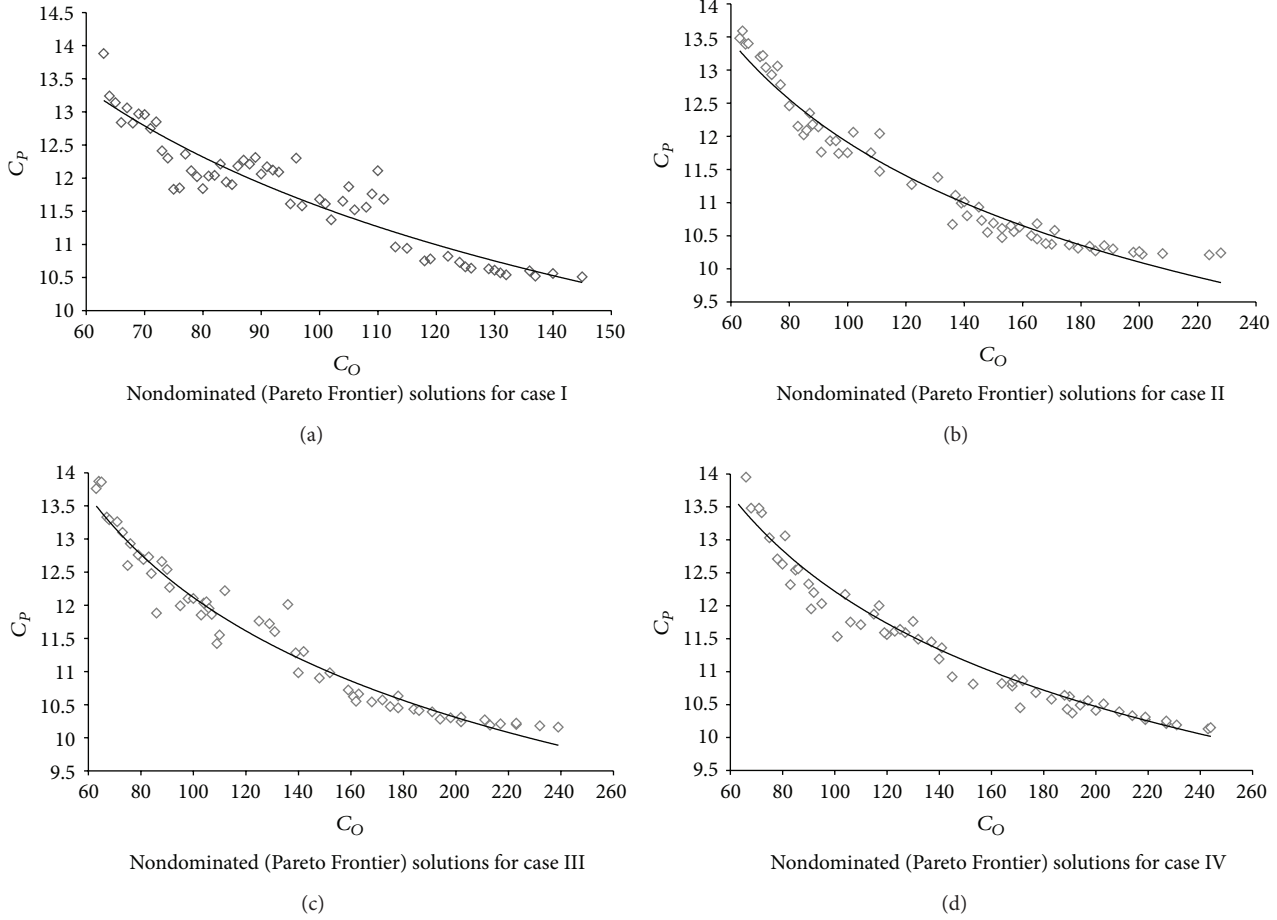 14.5
14
13.5
13
12.5
12
11.5
11
10.5
10
C_P
60 70 80 90 100 110 120 130 140 150
C_O
Nondominated (Pareto Frontier) solutions for case I
(a)
14
13.5
13
12.5
12
11.5
11
10.5
10
9.5
C_P
60 80 100 120 140 160 180 200 220 240
C_O
Nondominated (Pareto Frontier) solutions for case II
(b)
14
13.5
13
12.5
12
11.5
11
10.5
10
9.5
C_P
60 80 100 120 140 160 180 200 220 240 260
C_O
Nondominated (Pareto Frontier) solutions for case III
(c)
14
13.5
13
12.5
12
11.5
11
10.5
10
9.5
C_P
60 80 100 120 140 160 180 200 220 240 260
C_O
Nondominated (Pareto Frontier) solutions for case IV
(d)